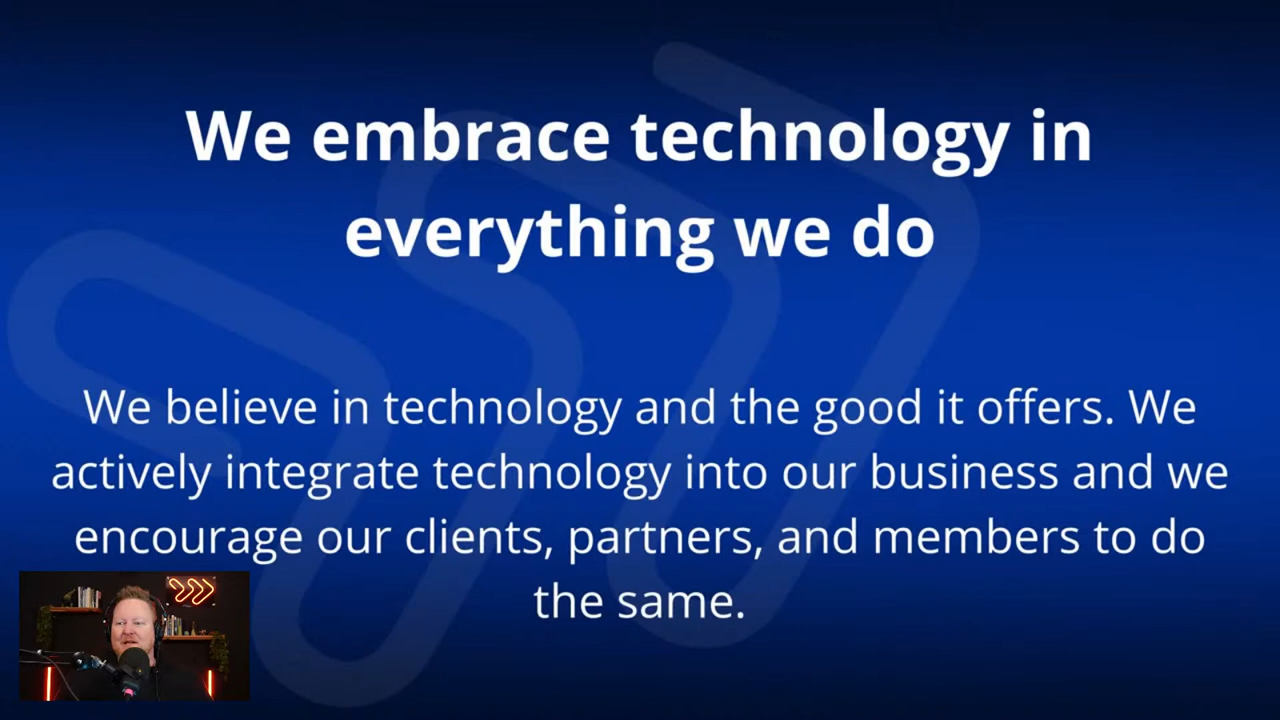 We embrace technology in
everything we do
We believe in technology and the good it offers. We
actively integrate technology into our business and we
encourage our clients, partners, and members to do
the same.